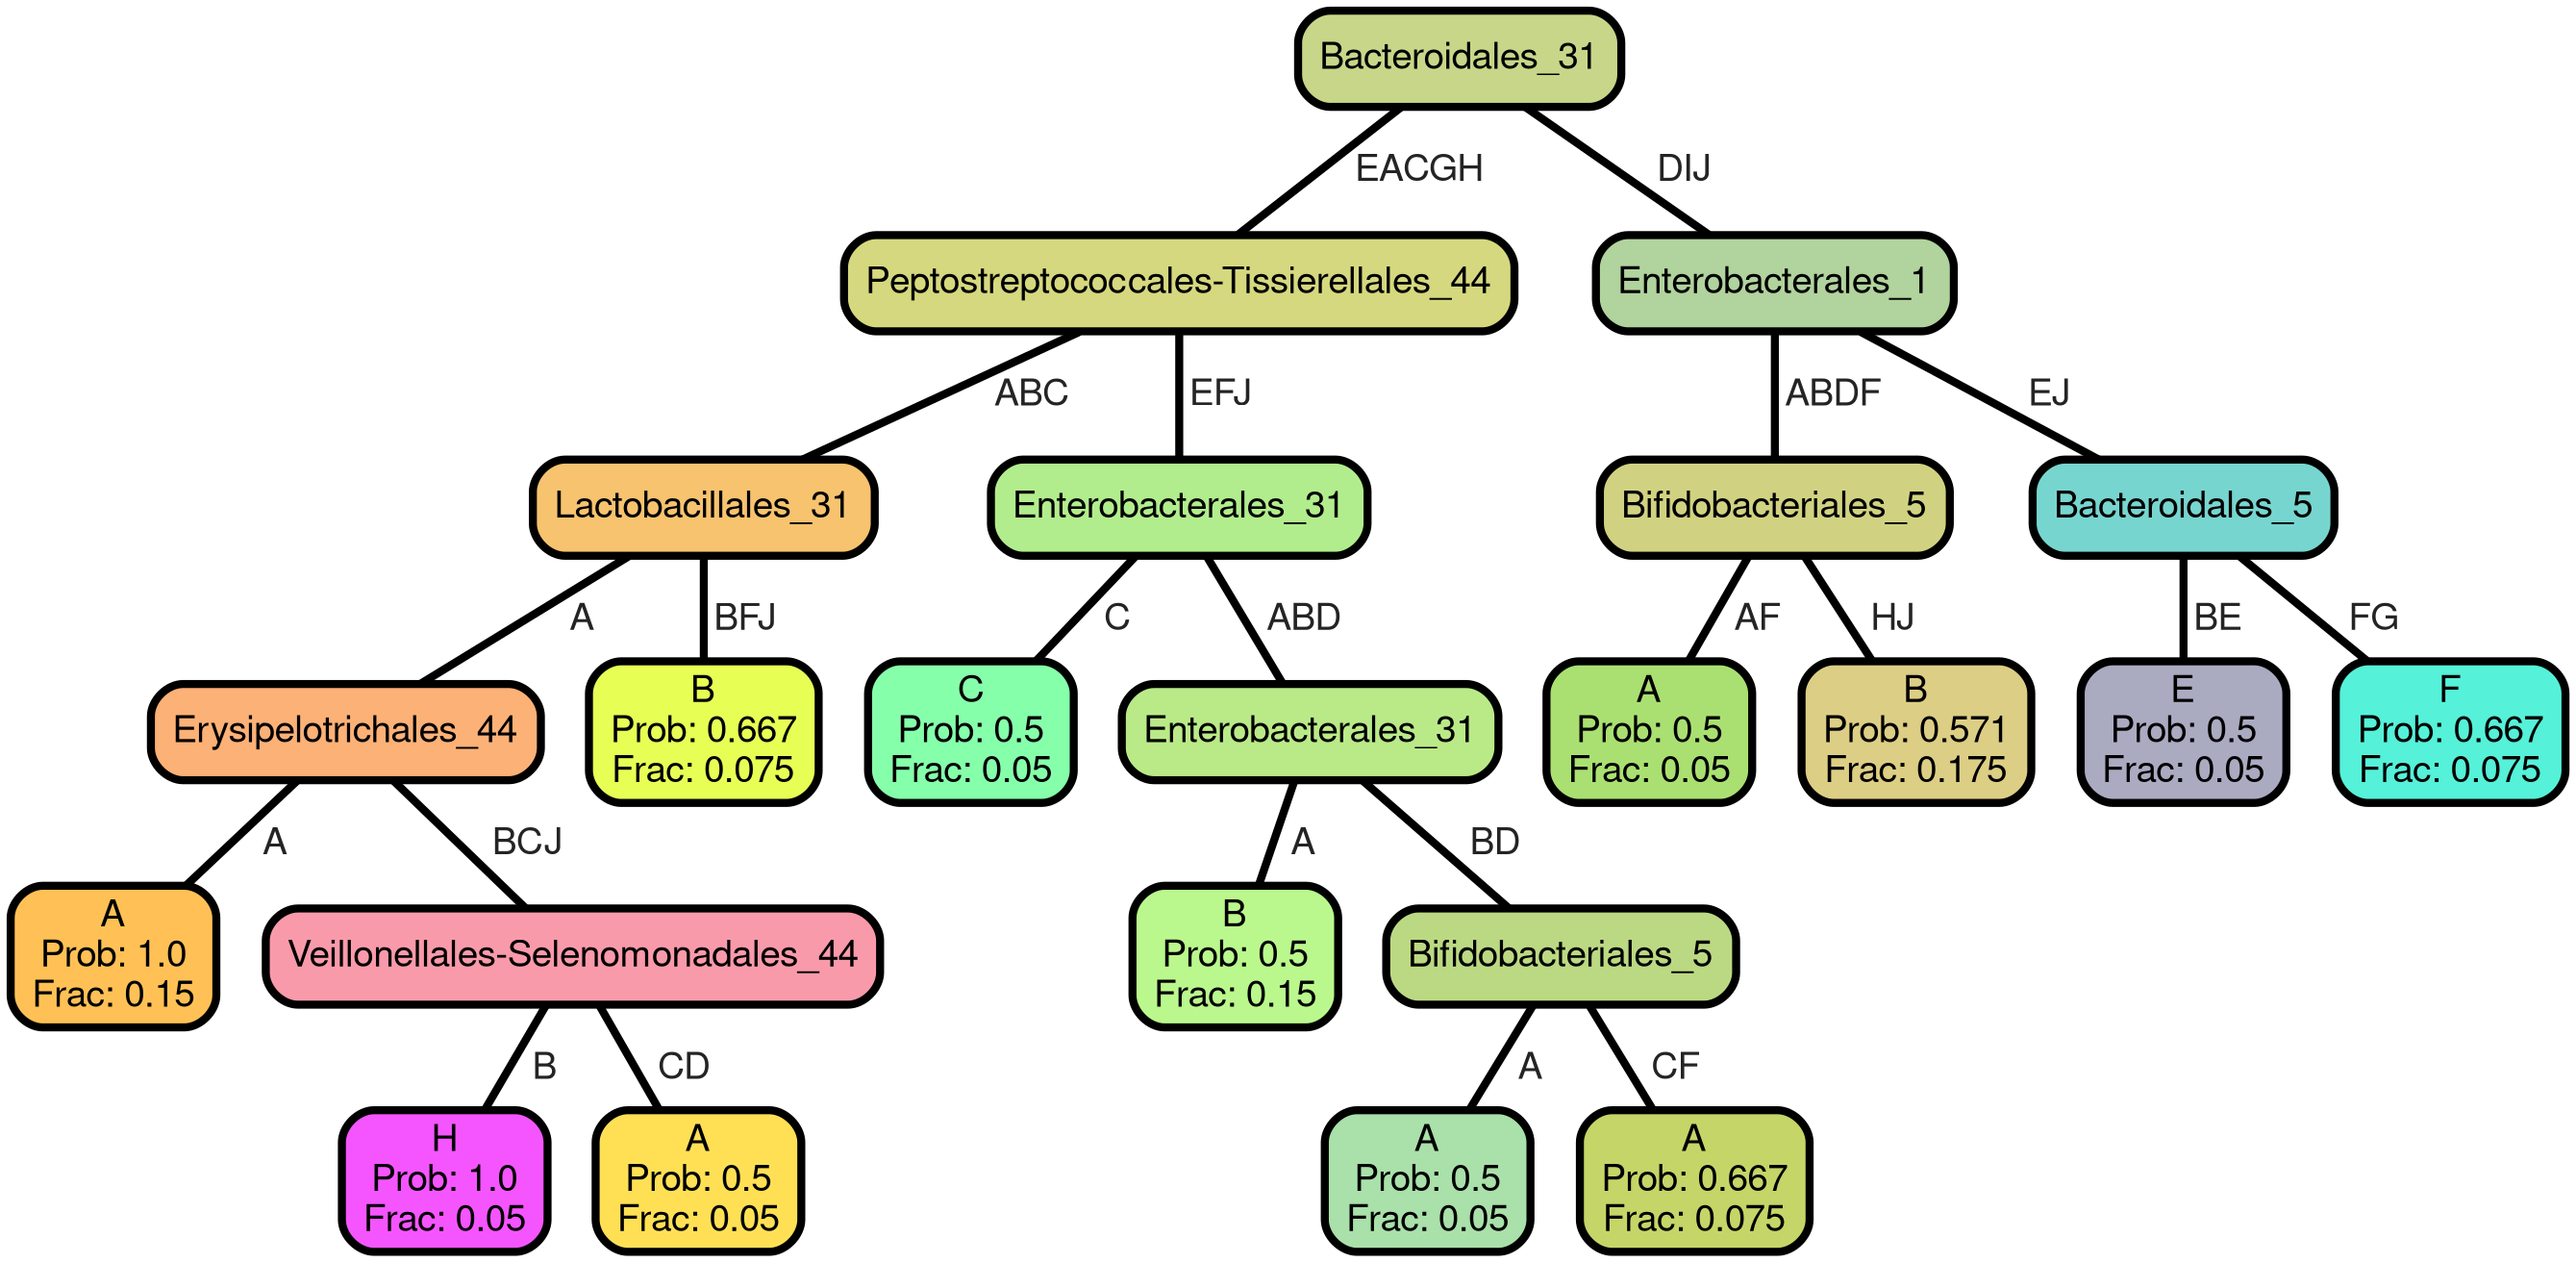 Bacteroidales_31
EACGH
DIJ
Peptostreptococcales-Tissierellales_44
Enterobacterales_1
ABC
EFJ
ABDF
EJ
Lactobacillales_31
Enterobacterales_31
Bifidobacteriales_5
Bacteroidales_5
A
BFJ
C
ABD
AF
HJ
BE
FG
Erysipelotrichales_44
B
Prob: 0.667
Frac: 0.075
C
Prob: 0.5
Frac: 0.05
Enterobacterales_31
A
Prob: 0.5
Frac: 0.05
B
Prob: 0.571
Frac: 0.175
E
Prob: 0.5
Frac: 0.05
F
Prob: 0.667
Frac: 0.075
A
BCJ
A
BD
A
Prob: 1.0
Frac: 0.15
Veillonellales-Selenomonadales_44
B
Prob: 0.5
Frac: 0.15
Bifidobacteriales_5
B
CD
A
CF
H
Prob: 1.0
Frac: 0.05
A
Prob: 0.5
Frac: 0.05
A
Prob: 0.5
Frac: 0.05
A
Prob: 0.667
Frac: 0.075